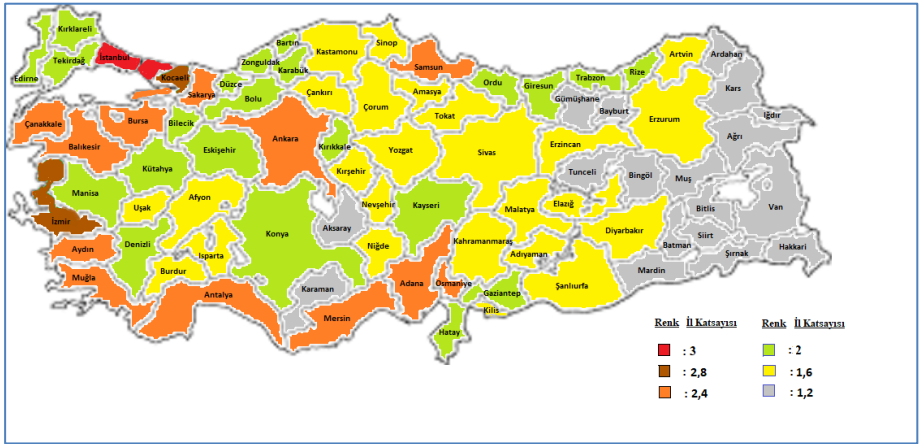 Kırklareli
Tekirdağ
Edirne
İstanbul
Kocaeli
Sakarya
Düzce
Zonguldak
Bartın
Karabük
Bolu
Kastamonu
Sinop
Çankırı
Samsun
Amasya
Çorum
Tokat
Ordu
Giresun
Trabzon
Rize
Artvin
Ardahan
Kars
Gümüşhane
Bayburt
Erzurum
Iğdır
Ağrı
Çanakkale
Balıkesir
Bursa
Bilecik
Eskişehir
Ankara
Kırıkkale
Yozgat
Sivas
Erzincan
Tunceli
Bingöl
Muş
Kütahya
Manisa
Uşak
Afyon
Kırşehir
Nevşehir
Kayseri
Malatya
Elazığ
Bitlis
Van
İzmir
Aydın
Denizli
Isparta
Burdur
Konya
Aksaray
Niğde
Kahramanmaraş
Adıyaman
Diyarbakır
Batman
Siirt
Şırnak
Hakkari
Mardin
Muğla
Antalya
Karaman
Mersin
Adana
Osmaniye
Gaziantep
Kilis
Hatay
Şanlıurfa
Renk İl Katsayısı
: 3
: 2,8
: 2,4
Renk İl Katsayısı
: 2
: 1,6
: 1,2